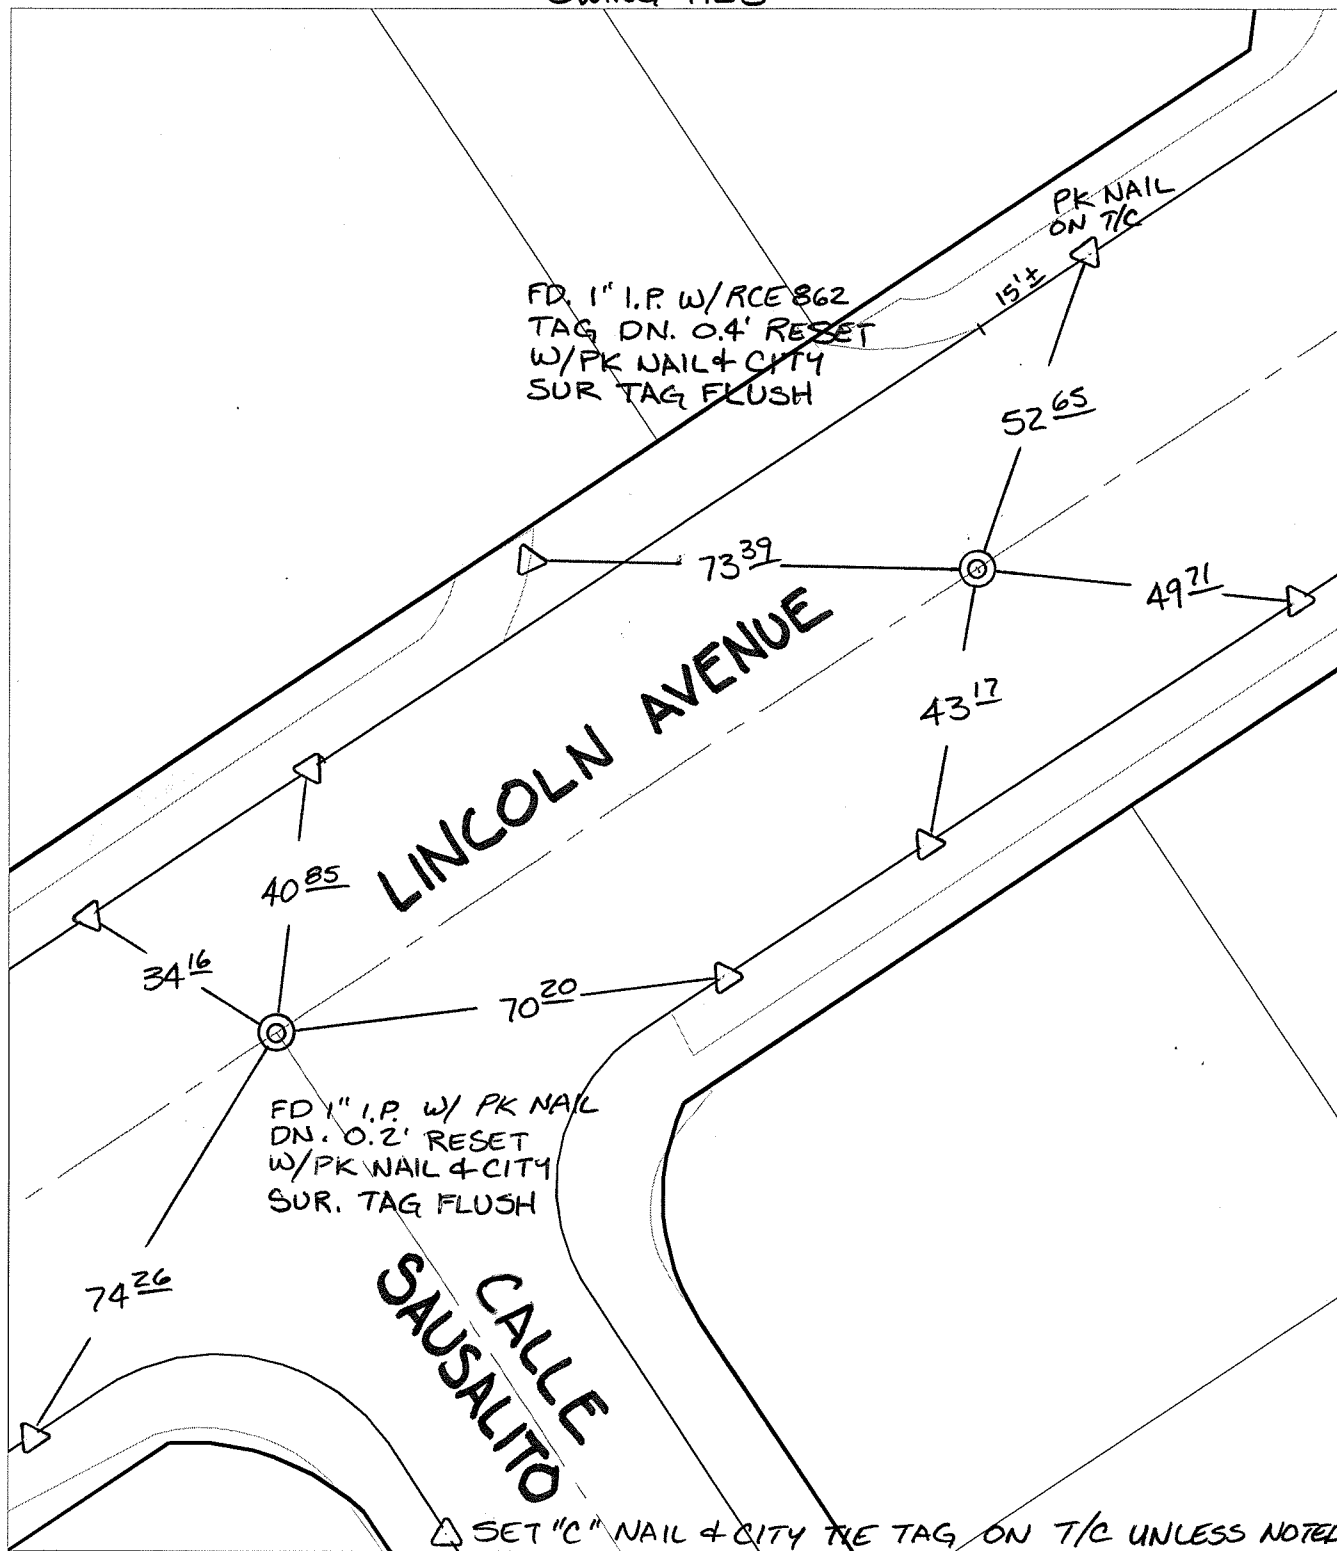 SWING TIES
PK NAIL
ON T/C
15'±
FD. 1" I.P. W/RCE 862
TAG DN. 0.4' RESET
W/PK NAIL & CITY
SUR TAG FLUSH
52 65
73 39
49 71
43 17
LINCOLN AVENUE
40 85
34 16
70 20
FD 1" I.P. W/ PK NAIL
DN. 0.2' RESET
W/PK NAIL & CITY
SUR. TAG FLUSH
74 26
CALLE
SAUSALITO
SET "C" NAIL & CITY TIE TAG ON T/C UNLESS NOTED